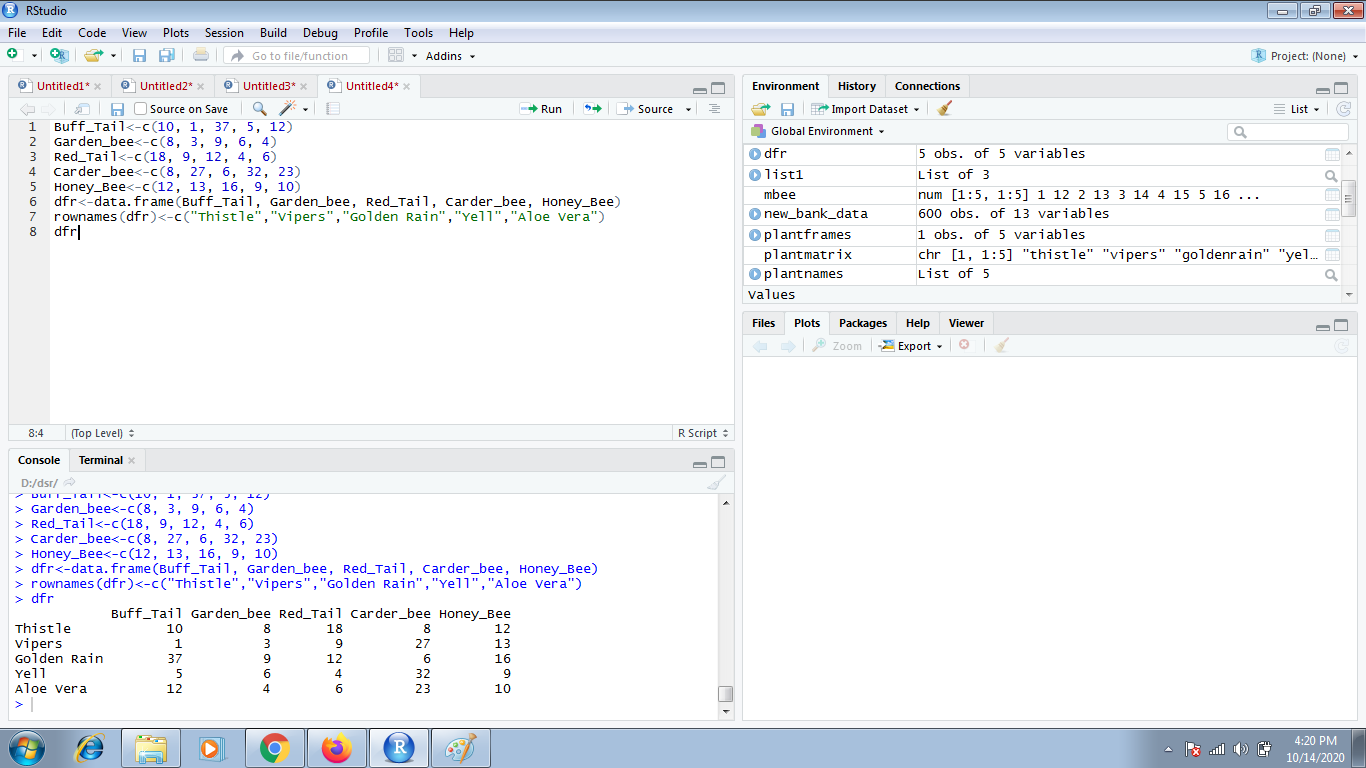 RStudio
File Edit Code View Plots Session Build Debug Profile Tools Help
Go to file/function Addins Project: (None)
Untitled1* Untitled2* Untitled3* Untitled4*
Source on Save Run Source
1 Buff_Tail<-c(10, 1, 37, 5, 12)
2 Garden_bee<-c(8, 3, 9, 6, 4)
3 Red_Tail<-c(18, 9, 12, 4, 6)
4 Carder_bee<-c(8, 27, 6, 32, 23)
5 Honey_Bee<-c(12, 13, 16, 9, 10)
6 dfr<-data.frame(Buff_Tail, Garden_bee, Red_Tail, Carder_bee, Honey_Bee)
7 rownames(dfr)<-c("Thistle","Vipers","Golden Rain","Yell","Aloe Vera")
8 dfr
8:4 (Top Level) R Script
Console Terminal
D:/dsr/
> Buff_Tail<-c(10, 1, 37, 5, 12)
> Garden_bee<-c(8, 3, 9, 6, 4)
> Red_Tail<-c(18, 9, 12, 4, 6)
> Carder_bee<-c(8, 27, 6, 32, 23)
> Honey_Bee<-c(12, 13, 16, 9, 10)
> dfr<-data.frame(Buff_Tail, Garden_bee, Red_Tail, Carder_bee, Honey_Bee)
> rownames(dfr)<-c("Thistle","Vipers","Golden Rain","Yell","Aloe Vera")
> dfr
Buff_Tail Garden_bee Red_Tail Carder_bee Honey_Bee
Thistle 10 8 18 8 12
Vipers 1 3 9 27 13
Golden Rain 37 9 12 6 16
Yell 5 6 4 32 9
Aloe Vera 12 4 6 23 10
>
Environment History Connections
Import Dataset List
Global Environment
dfr 5 obs. of 5 variables
list1 List of 3
mbee num [1:5, 1:5] 1 12 2 13 3 14 4 15 5 16 ...
new_bank_data 600 obs. of 13 variables
plantframes 1 obs. of 5 variables
plantmatrix chr [1, 1:5] "thistle" "vipers" "goldenrain" "yel…
plantnames List of 5
Values
Files Plots Packages Help Viewer
Zoom Export
4:20 PM
10/14/2020